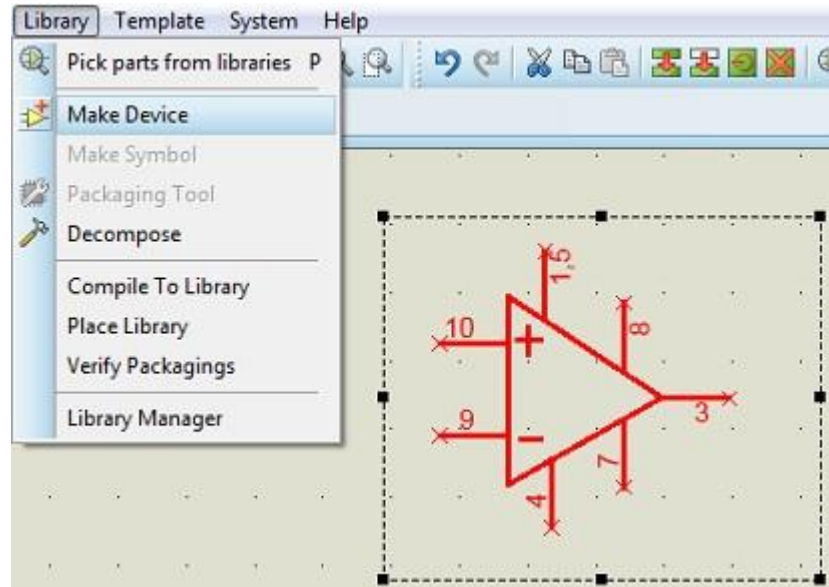 Library Template System Help
Pick parts from libraries P
Make Device
Make Symbol
Packaging Tool
Decompose
Compile To Library
Place Library
Verify Packagings
Library Manager
1,5
10
+
8
3
9
−
7
4